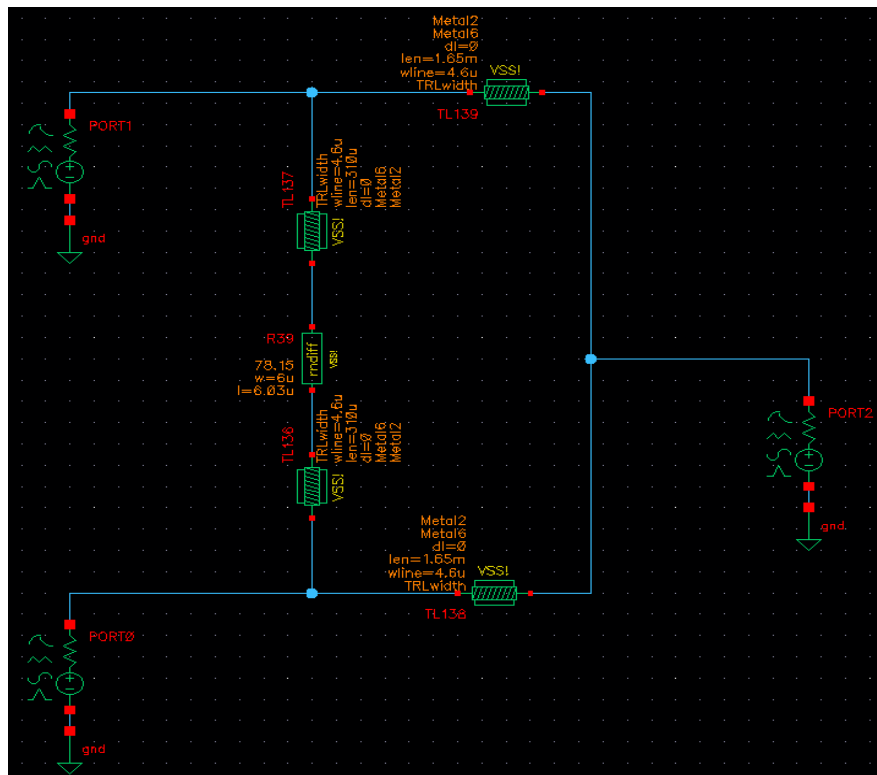 Metal2
Metal6
dl=0
len=1.65m
wline=4.6u
TRLwidth
VSS!
TL139
PORT1
gnd
TL137
TRLwidth
wline=4.6u
len=310u
dl=0
Metal6
Metal2
VSS!
R39
78.15
w=6u
l=6.03u
rndiff
VSS!
TL136
TRLwidth
wline=4.6u
len=310u
dl=0
Metal6
Metal2
VSS!
PORT2
gnd
Metal2
Metal6
dl=0
len=1.65m
wline=4.6u
TRLwidth
VSS!
TL138
PORT0
gnd